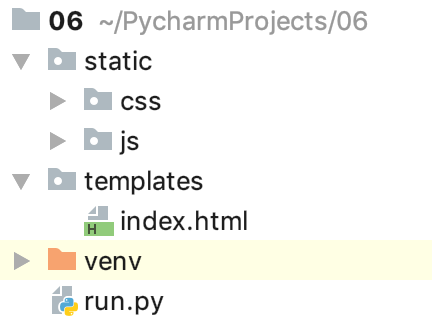 06 ~/PycharmProjects/06
static
css
js
templates
index.html
venv
run.py